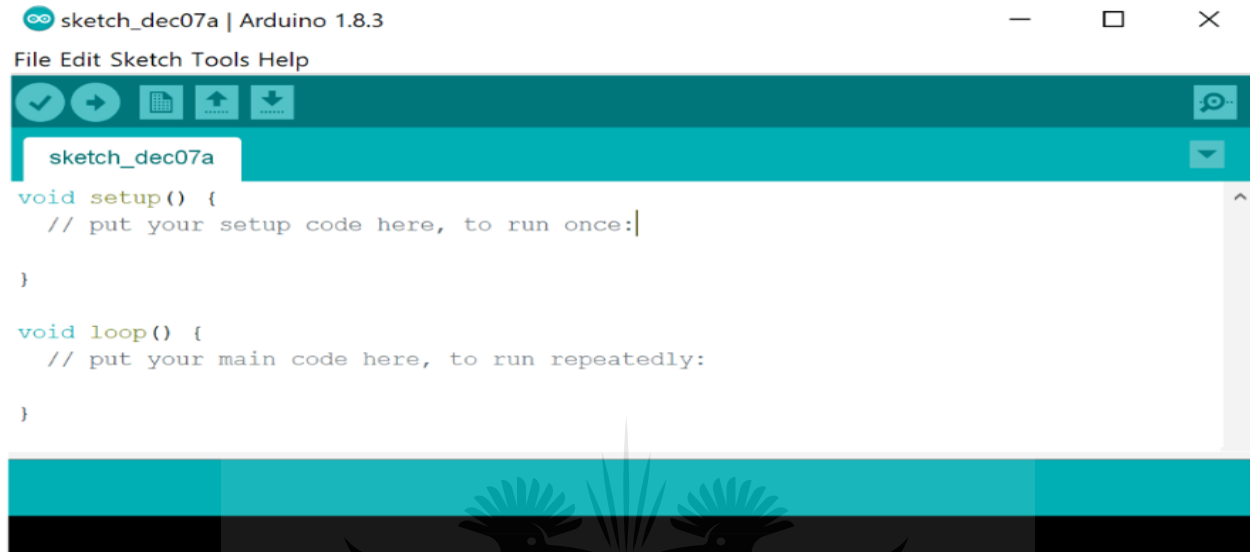 sketch_dec07a | Arduino 1.8.3
File Edit Sketch Tools Help
sketch_dec07a
void setup() {
  // put your setup code here, to run once:
}
void loop() {
  // put your main code here, to run repeatedly:
}